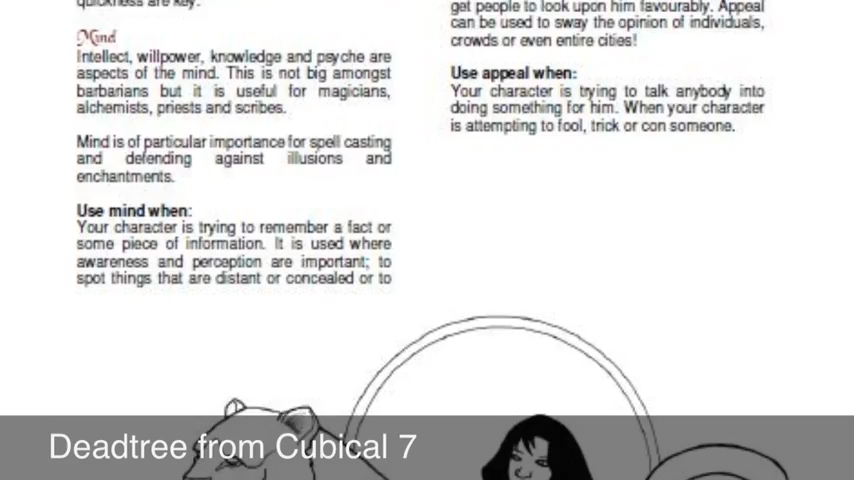 quickness are key.
Mind
Intellect, willpower, knowledge and psyche are
aspects of the mind. This is not big amongst
barbarians but it is useful for magicians,
alchemists, priests and scribes.
Mind is of particular importance for spell casting
and defending against illusions and
enchantments.
Use mind when:
Your character is trying to remember a fact or
some piece of information. It is used where
awareness and perception are important; to
spot things that are distant or concealed or to
get people to look upon him favourably. Appeal
can be used to sway the opinion of individuals,
crowds or even entire cities!
Use appeal when:
Your character is trying to talk anybody into
doing something for him. When your character
is attempting to fool, trick or con someone.
Deadtree from Cubical 7